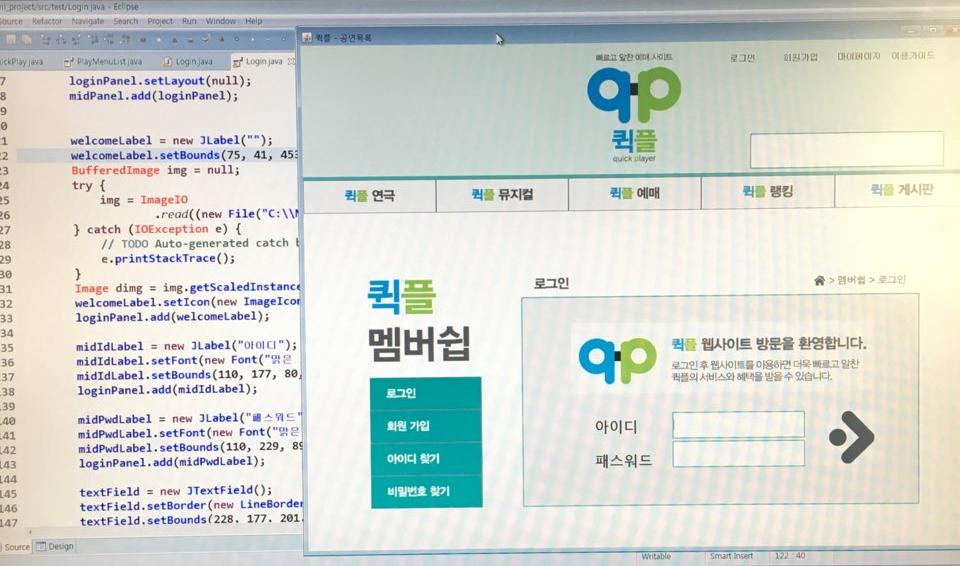 ni_project/src/test/Login.java - Eclipse
Source Refactor Navigate Search Project Run Window Help
ickPlay.java PlayMenuList.java Login.java Login.java
7 loginPanel.setLayout(null);
8 midPanel.add(loginPanel);
9
0
21 welcomeLabel = new JLabel("");
22 welcomeLabel.setBounds(75, 41, 453
23 BufferedImage img = null;
24 try {
25 img = ImageIO
26 .read((new File("C:\\
27 } catch (IOException e) {
28 // TODO Auto-generated catch b
29 e.printStackTrace();
30 }
31 Image dimg = img.getScaledInstance
32 welcomeLabel.setIcon(new ImageIcon
33 loginPanel.add(welcomeLabel);
34
35 midIdLabel = new JLabel("아이디");
36 midIdLabel.setFont(new Font("맑은
37 midIdLabel.setBounds(110, 177, 80,
38 loginPanel.add(midIdLabel);
39
140 midPwdLabel = new JLabel("패스워드"
141 midPwdLabel.setFont(new Font("맑은
142 midPwdLabel.setBounds(110, 229, 89
143 loginPanel.add(midPwdLabel);
144
145 textField = new JTextField();
146 textField.setBorder(new LineBorder
147 textField.setBounds(228, 177, 201
Source Design
퀵플 - 공연목록
빠르고 알찬 예매 사이트
로그인 회원가입 마이페이지 이용가이드
qp
퀵플
quick player
퀵플 연극 퀵플 뮤지컬 퀵플 예매 퀵플 랭킹 퀵플 게시판
퀵플
멤버쉽
로그인
회원 가입
아이디 찾기
비밀번호 찾기
로그인
> 멤버쉽 > 로그인
qp
퀵플 웹사이트 방문을 환영합니다.
로그인 후 웹사이트를 이용하면 더욱 빠르고 알찬
퀵플의 서비스와 혜택을 받을 수 있습니다.
아이디
패스워드
Writable Smart Insert 122 : 40